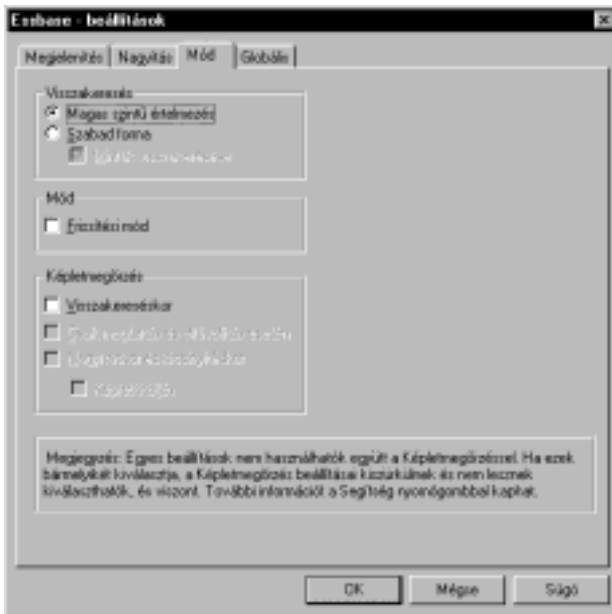 Essbase - beállítások
Megjelenítés Nagyítás Mód Globális
Visszakeresés
Magas szintű értelmezés
Szabad forma
Mód
Frissítési mód
Képletmegőrzés
Visszakereséskor
Megjegyzés: Egyes beállítások nem használhatók együtt a Képletmegőrzéssel. Ha ezek
bármelyikét kiválasztja, a Képletmegőrzés beállításai kiszürkülnek és nem lesznek
kiválaszthatók, és viszont. További információt a Segítség nyomógombbal kaphat.
OK Mégse Súgó